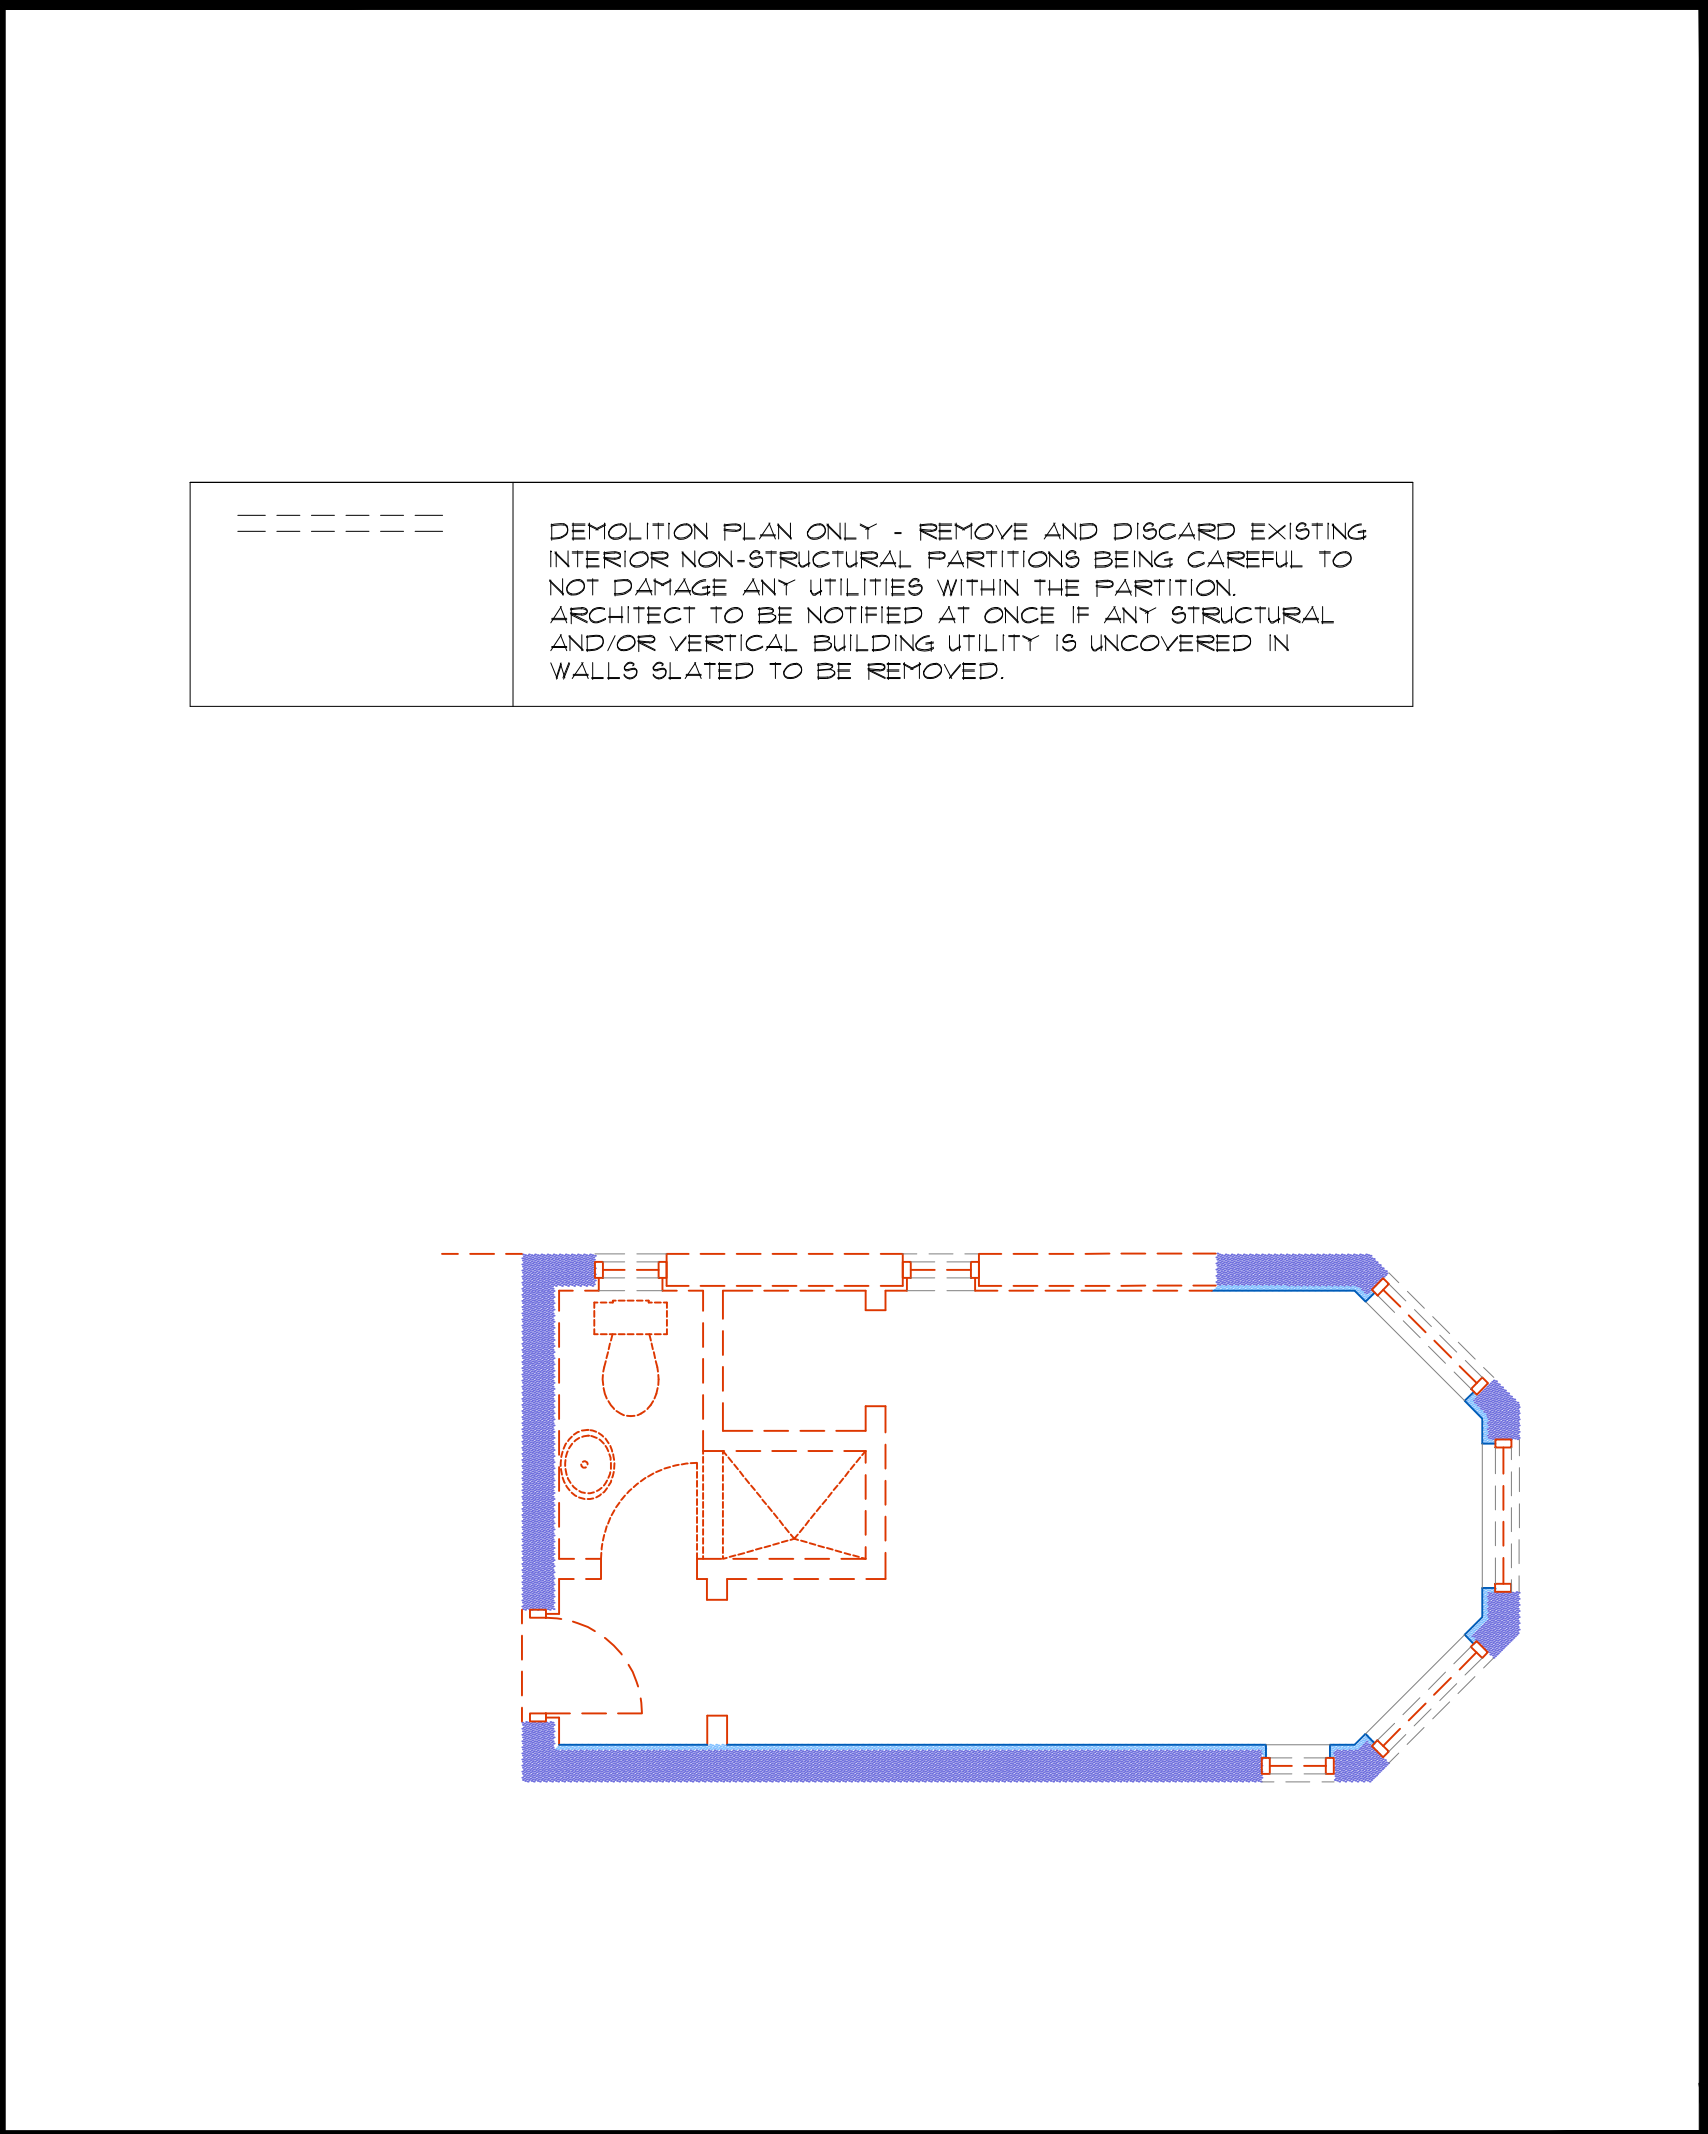 DEMOLITION PLAN ONLY - REMOVE AND DISCARD EXISTING
INTERIOR NON-STRUCTURAL PARTITIONS BEING CAREFUL TO
NOT DAMAGE ANY UTILITIES WITHIN THE PARTITION.
ARCHITECT TO BE NOTIFIED AT ONCE IF ANY STRUCTURAL
AND/OR VERTICAL BUILDING UTILITY IS UNCOVERED IN
WALLS SLATED TO BE REMOVED.